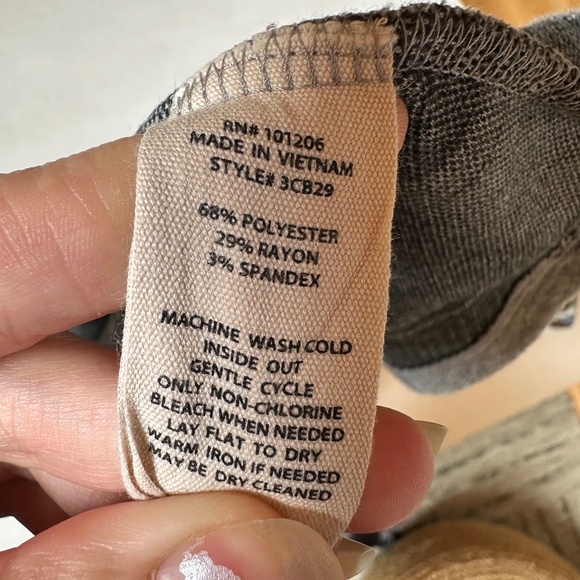 RN# 101206
MADE IN VIETNAM
STYLE# 3CB29
68% POLYESTER
29% RAYON
3% SPANDEX
MACHINE WASH COLD
INSIDE OUT
GENTLE CYCLE
ONLY NON-CHLORINE
BLEACH WHEN NEEDED
LAY FLAT TO DRY
WARM IRON IF NEEDED
MAY BE DRY CLEANED